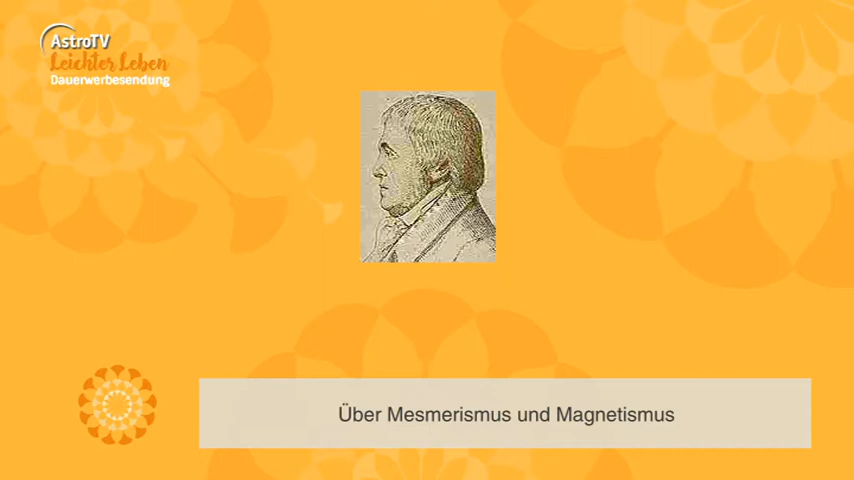 AstroTV
Leichter Leben
Dauerwerbesendung
Über Mesmerismus und Magnetismus